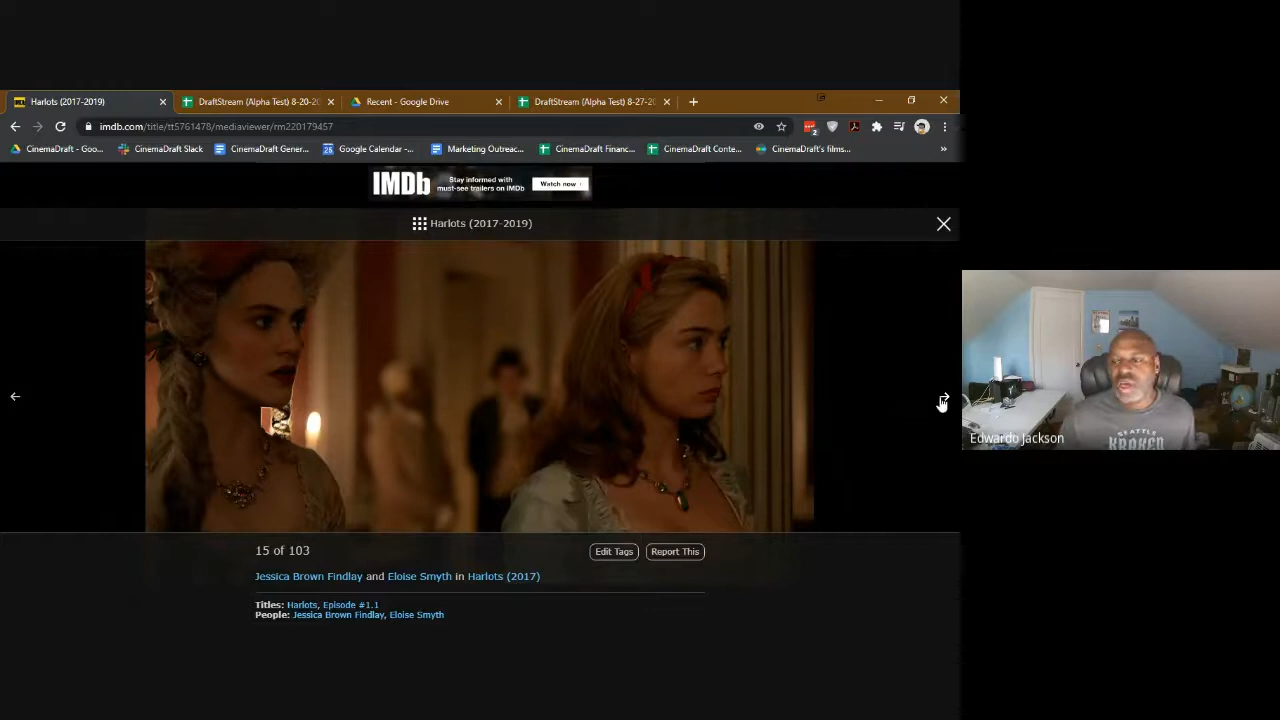 Harlots (2017-2019)
DraftStream (Alpha Test) 8-20-20
Recent - Google Drive
DraftStream (Alpha Test) 8-27-20
imdb.com/title/tt5761478/mediaviewer/rm220179457
2
CinemaDraft - Goo...
CinemaDraft Slack
CinemaDraft Gener...
Google Calendar -...
Marketing Outreac...
CinemaDraft Financ...
CinemaDraft Conte...
CinemaDraft's films...
»
IMDb
Stay informed with
must-see trailers on IMDb
Watch now
Harlots (2017-2019)
15 of 103
Edit Tags
Report This
Jessica Brown Findlay and Eloise Smyth in Harlots (2017)
Titles: Harlots, Episode #1.1
People: Jessica Brown Findlay, Eloise Smyth
SEATTLE
KRAKEN
Edwardo Jackson